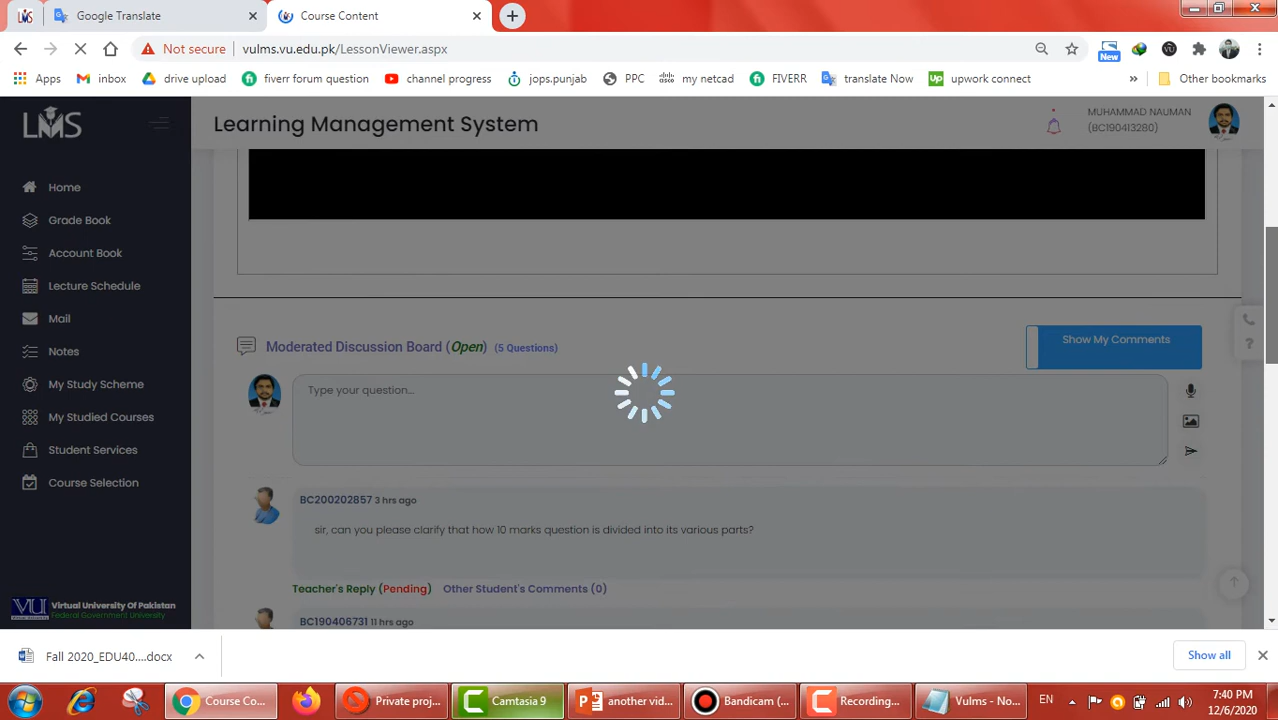 Google Translate
Course Content
Not secure
vulms.vu.edu.pk/LessonViewer.aspx
New
Apps
inbox
drive upload
fiverr forum question
channel progress
jops.punjab
PPC
my netad
FIVERR
translate Now
upwork connect
»
Other bookmarks
LMS
Learning Management System
MUHAMMAD NAUMAN
(BC190413280)
Home
Grade Book
Account Book
Lecture Schedule
Mail
Notes
My Study Scheme
My Studied Courses
Student Services
Course Selection
Moderated Discussion Board (Open) (5 Questions)
Show My Comments
Type your question...
BC200202857 3 hrs ago
sir, can you please clarify that how 10 marks question is divided into its various parts?
Teacher's Reply (Pending) Other Student's Comments (0)
BC190406731 11 hrs ago
VU
Virtual University Of Pakistan
Federal Government University
Fall 2020_EDU40....docx
Show all
Course Co...
Private proj...
Camtasia 9
another vid...
Bandicam (...
Recording...
Vulms - No...
EN
7:40 PM
12/6/2020